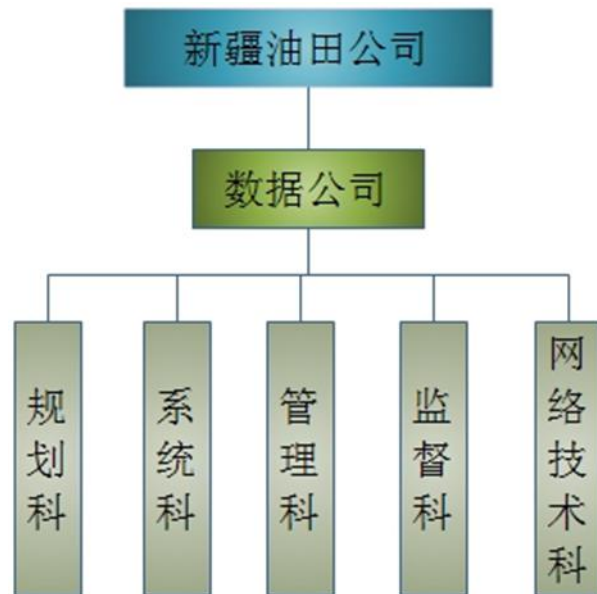 新疆油田公司
数据公司
规划科
系统科
管理科
监督科
网络技术科